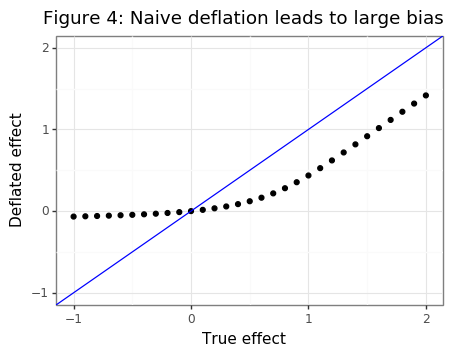 Figure 4: Naive deflation leads to large bias
2
1
0
−1
Deflated effect
−1
0
1
2
True effect